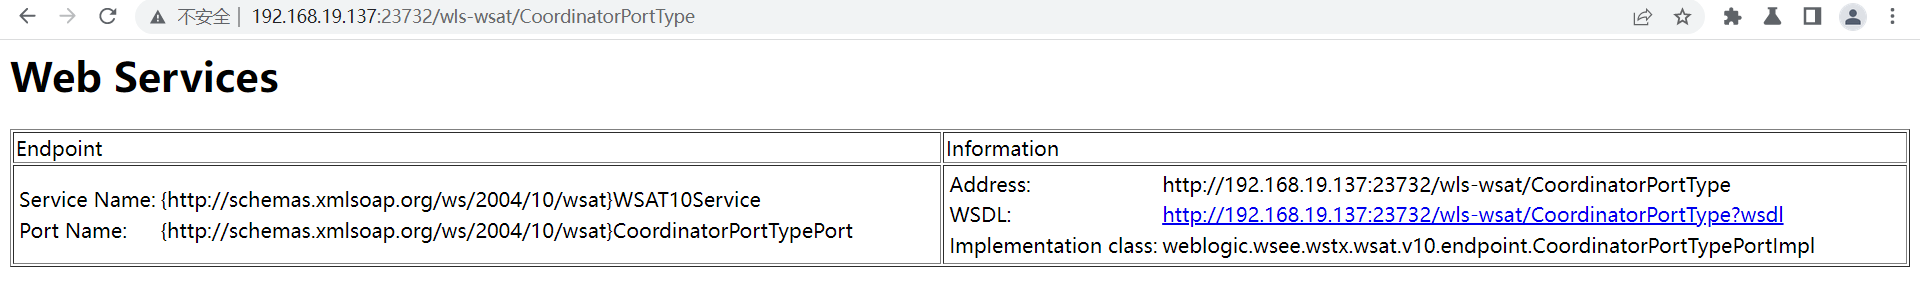 不安全 | 192.168.19.137:23732/wls-wsat/CoordinatorPortType
Web Services
Endpoint
Information
Service Name: {http://schemas.xmlsoap.org/ws/2004/10/wsat}WSAT10Service
Port Name: {http://schemas.xmlsoap.org/ws/2004/10/wsat}CoordinatorPortTypePort
Address: http://192.168.19.137:23732/wls-wsat/CoordinatorPortType
WSDL: http://192.168.19.137:23732/wls-wsat/CoordinatorPortType?wsdl
Implementation class: weblogic.wsee.wstx.wsat.v10.endpoint.CoordinatorPortTypePortImpl